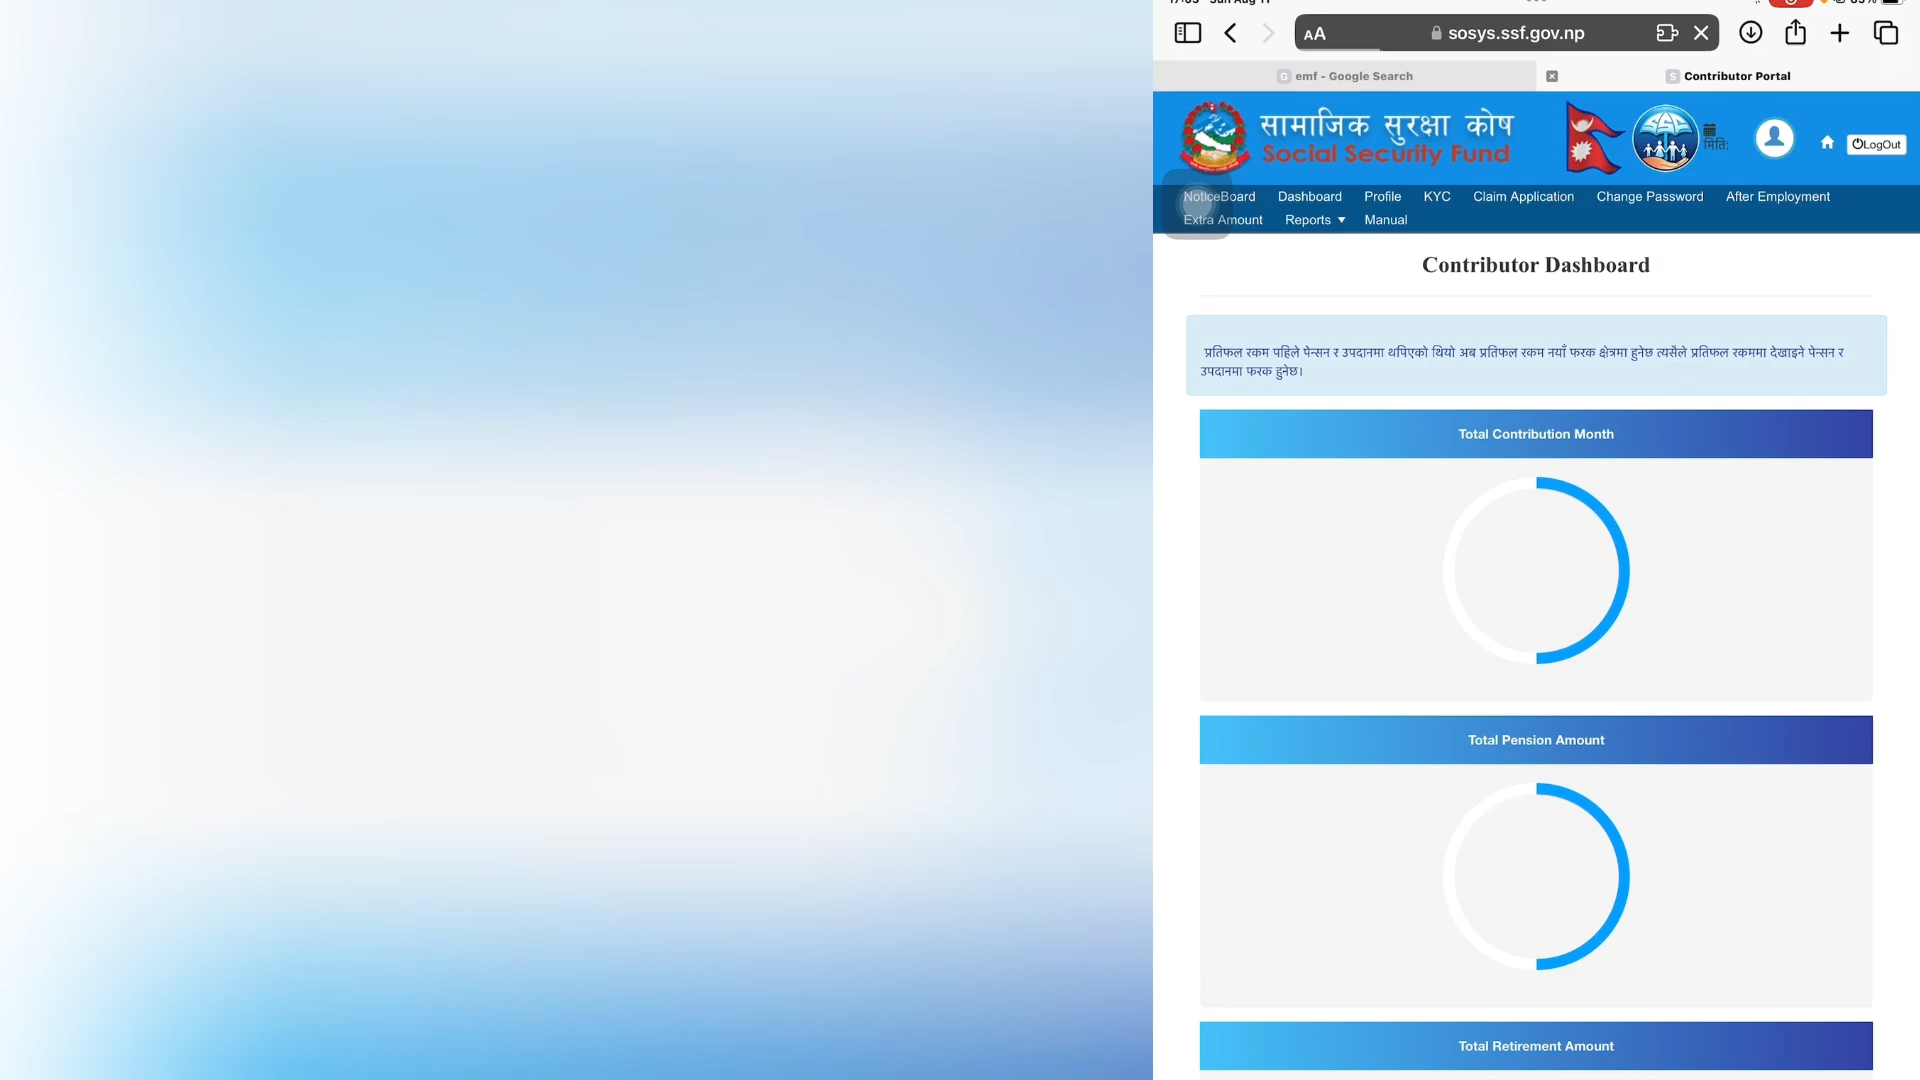 AA
sosys.ssf.gov.np
G emf - Google Search
S Contributor Portal
सामाजिक सुरक्षा कोष
Social Security Fund
मिति:
LogOut
NoticeBoard Dashboard Profile KYC Claim Application Change Password After Employment
Extra Amount Reports Manual
Contributor Dashboard
प्रतिफल रकम पहिले पेन्सन र उपदानमा थपिएको थियो अब प्रतिफल रकम नयाँ फरक क्षेत्रमा हुनेछ त्यसैले प्रतिफल रकममा देखाइने पेन्सन र
उपदानमा फरक हुनेछ।
Total Contribution Month
Total Pension Amount
Total Retirement Amount